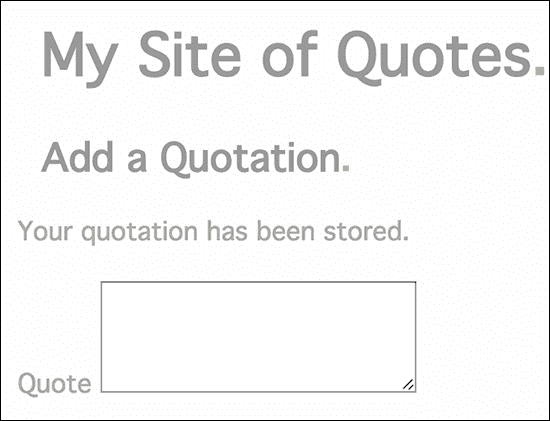 My Site of Quotes.
Add a Quotation.
Your quotation has been stored.
Quote